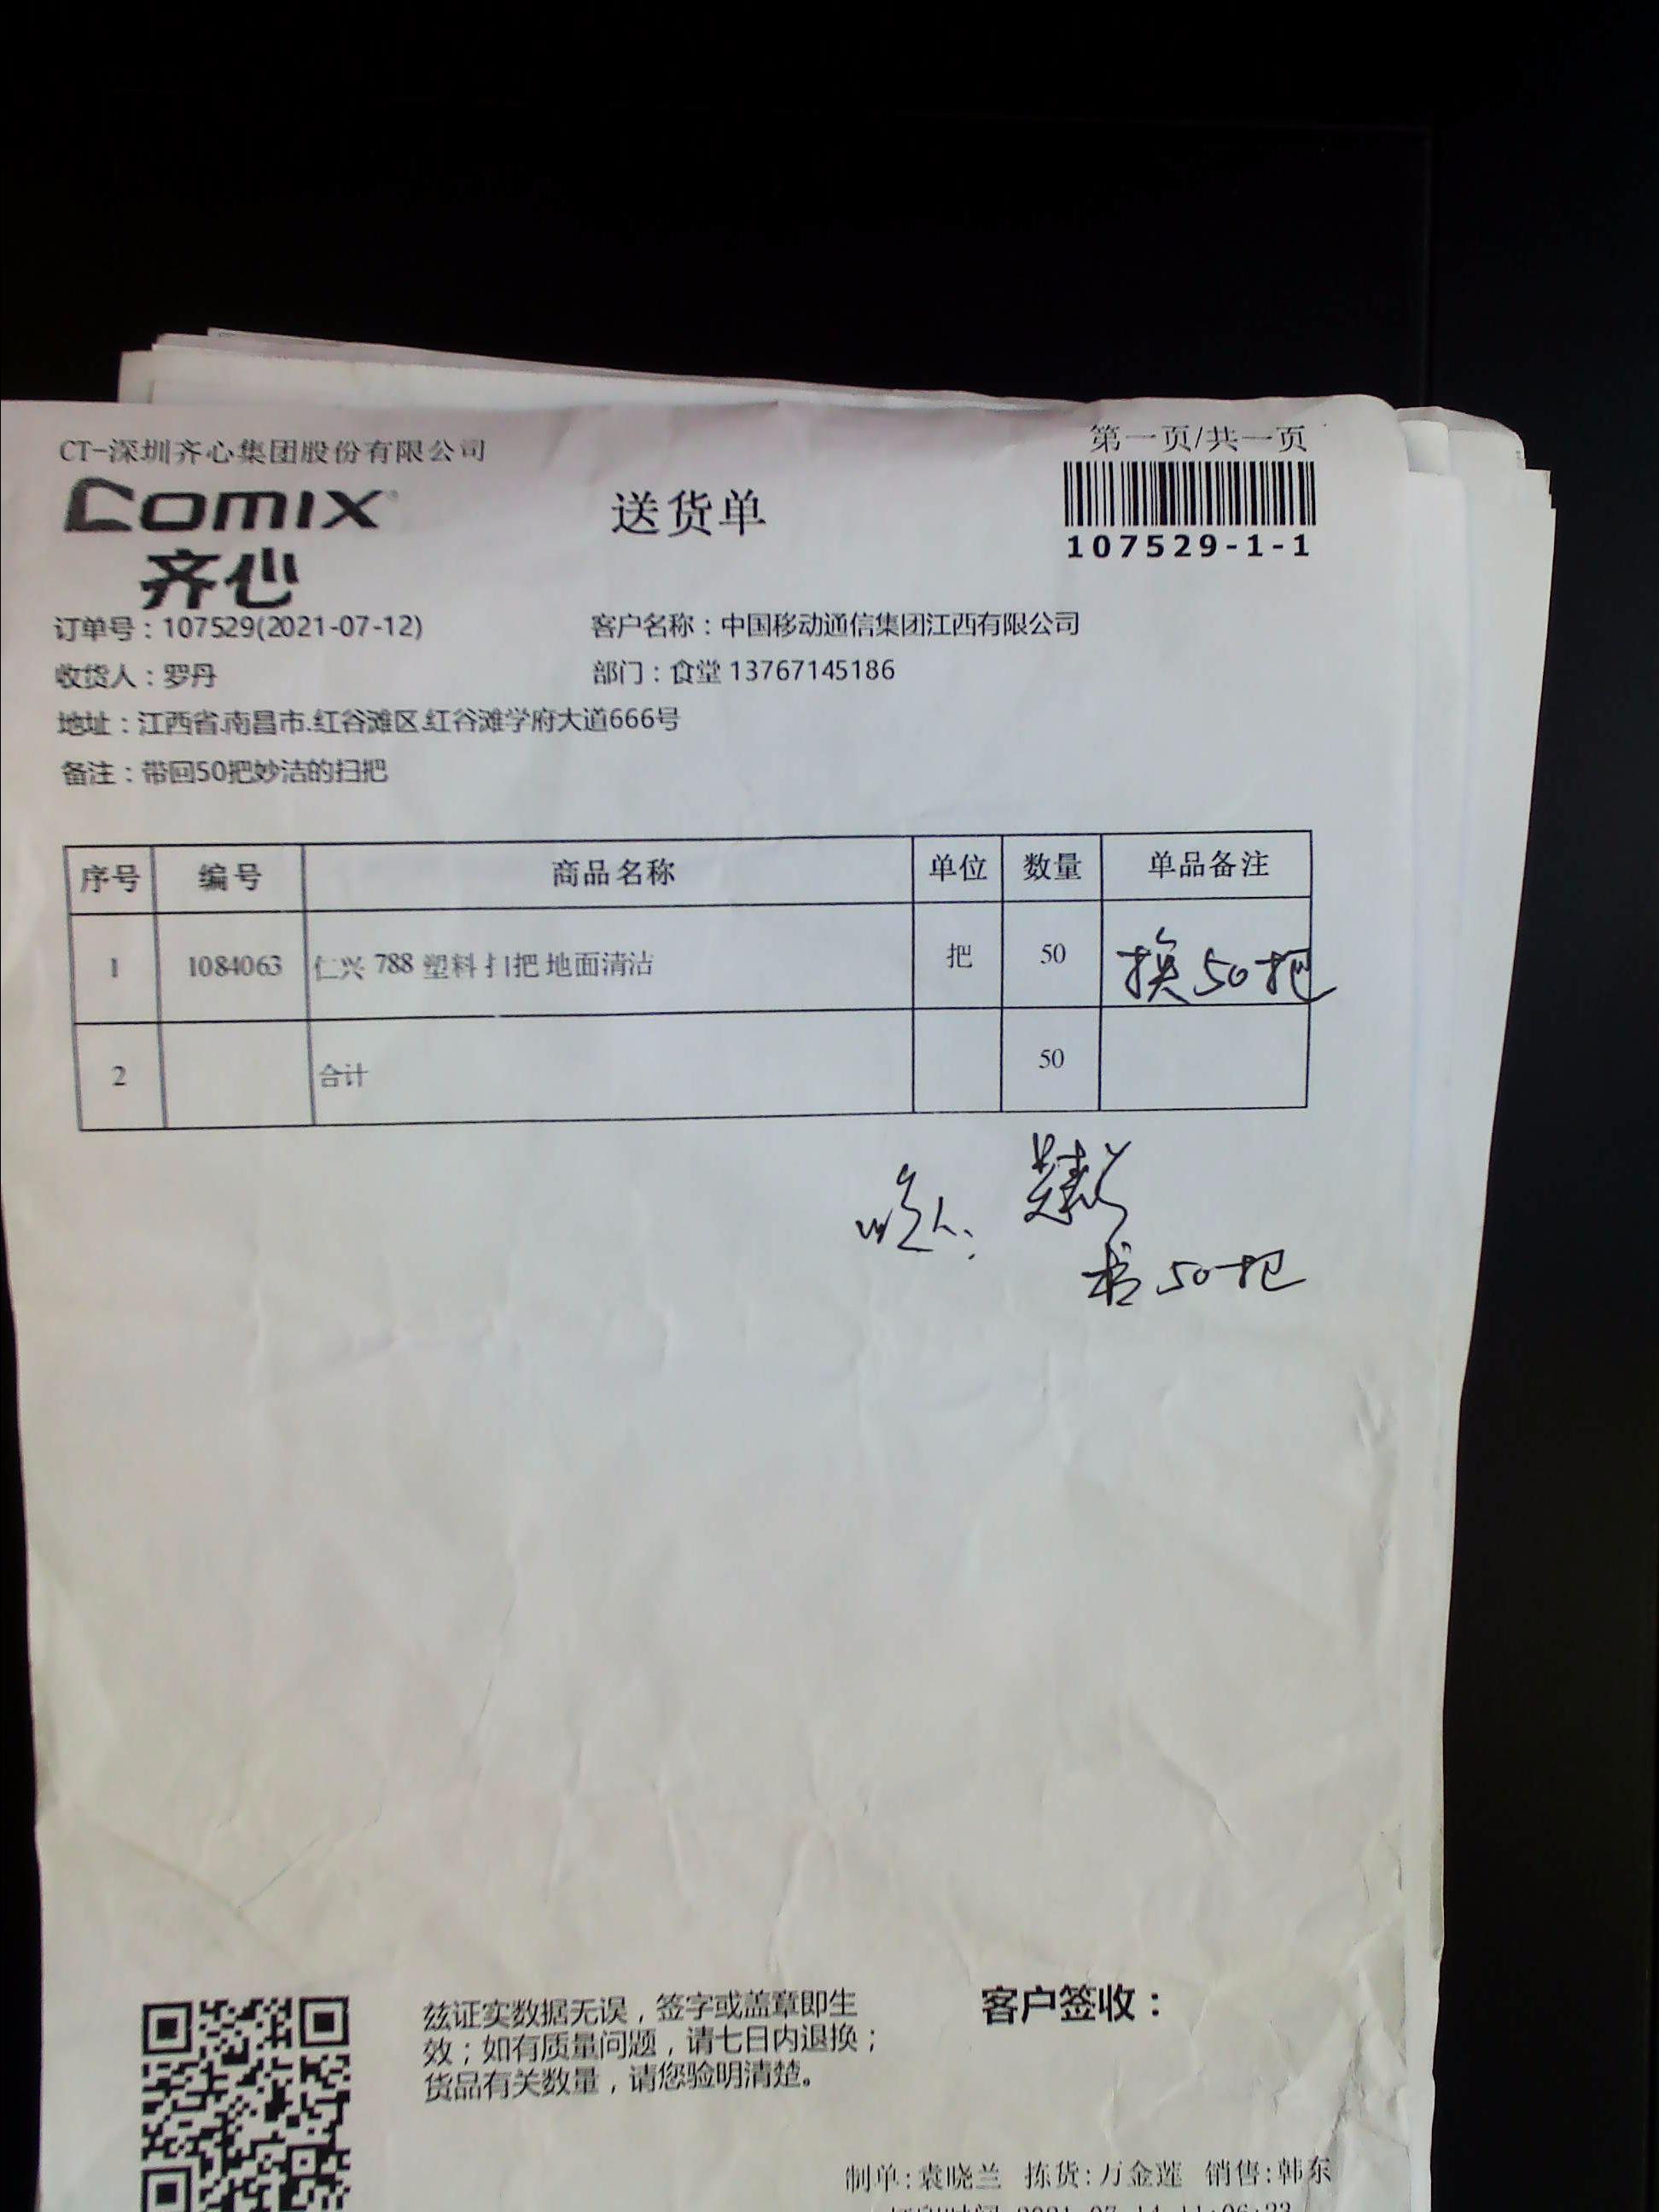 CT-深圳齐心集团股份有限公司
第一页/共一页
COMIX
齐心
送货单
107529-1-1
订单号：107529(2021-07-12)
客户名称：中国移动通信集团江西有限公司
收货人：罗丹
部门：食堂 13767145186
地址：江西省.南昌市.红谷滩区.红谷滩学府大道666号
备注：带回50把妙洁的扫把
序号 编号 商品名称 单位 数量 单品备注
1 1084063 仁兴 788 塑料 扫把 地面清洁 把 50 换50把
2 合计 50
50把
兹证实数据无误，签字或盖章即生
效；如有质量问题，请七日内退换；
货品有关数量，请您验明清楚。
客户签收：
制单:袁晓兰 拣货:万金莲 销售:韩东